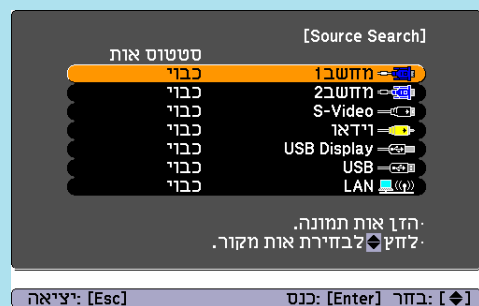 [Source Search]
סטטוס אות
מחשב1 כבוי
מחשב2 כבוי
S-Video כבוי
וידאו כבוי
USB Display כבוי
USB כבוי
LAN כבוי
·הזן אות תמונה.
·לחץ לבחירת אות מקור.
[ ] :בחר [Enter] :כנס [Esc] :יציאה